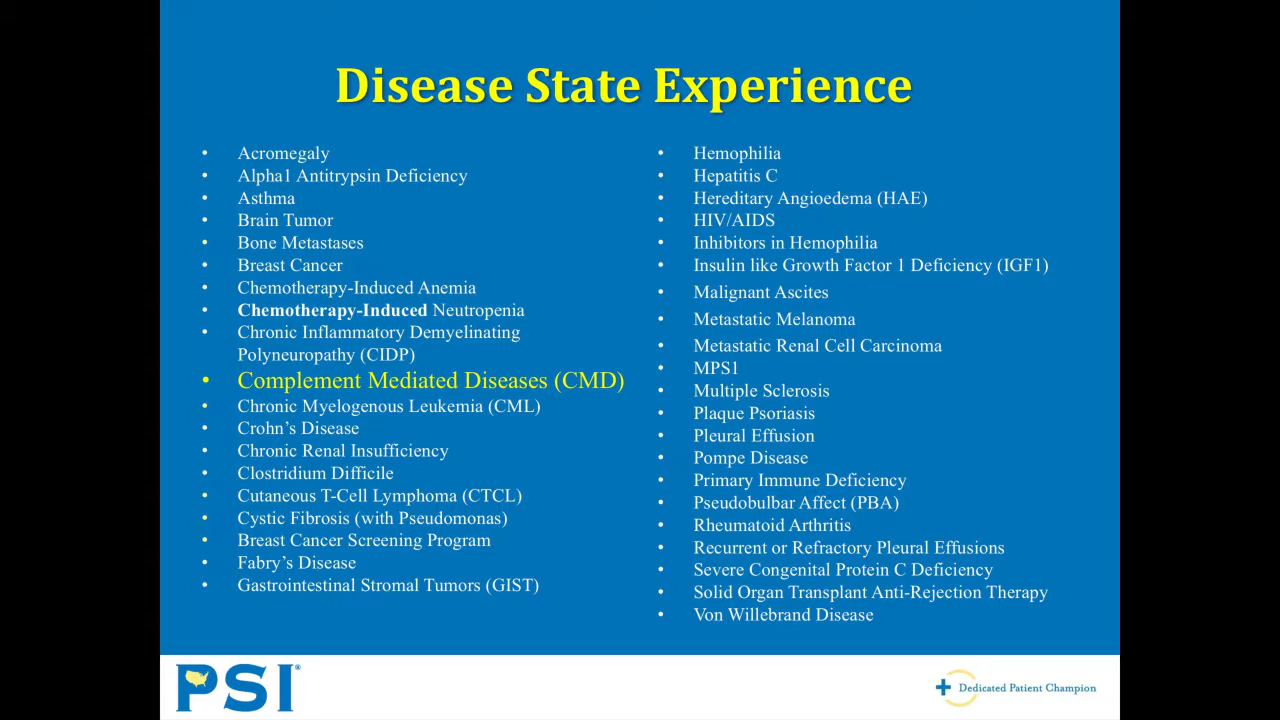 Disease State Experience
• Acromegaly
• Alpha1 Antitrypsin Deficiency
• Asthma
• Brain Tumor
• Bone Metastases
• Breast Cancer
• Chemotherapy-Induced Anemia
• Chemotherapy-Induced Neutropenia
• Chronic Inflammatory Demyelinating
Polyneuropathy (CIDP)
• Complement Mediated Diseases (CMD)
• Chronic Myelogenous Leukemia (CML)
• Crohn’s Disease
• Chronic Renal Insufficiency
• Clostridium Difficile
• Cutaneous T-Cell Lymphoma (CTCL)
• Cystic Fibrosis (with Pseudomonas)
• Breast Cancer Screening Program
• Fabry’s Disease
• Gastrointestinal Stromal Tumors (GIST)
• Hemophilia
• Hepatitis C
• Hereditary Angioedema (HAE)
• HIV/AIDS
• Inhibitors in Hemophilia
• Insulin like Growth Factor 1 Deficiency (IGF1)
• Malignant Ascites
• Metastatic Melanoma
• Metastatic Renal Cell Carcinoma
• MPS1
• Multiple Sclerosis
• Plaque Psoriasis
• Pleural Effusion
• Pompe Disease
• Primary Immune Deficiency
• Pseudobulbar Affect (PBA)
• Rheumatoid Arthritis
• Recurrent or Refractory Pleural Effusions
• Severe Congenital Protein C Deficiency
• Solid Organ Transplant Anti-Rejection Therapy
• Von Willebrand Disease
PSI®
Dedicated Patient Champion